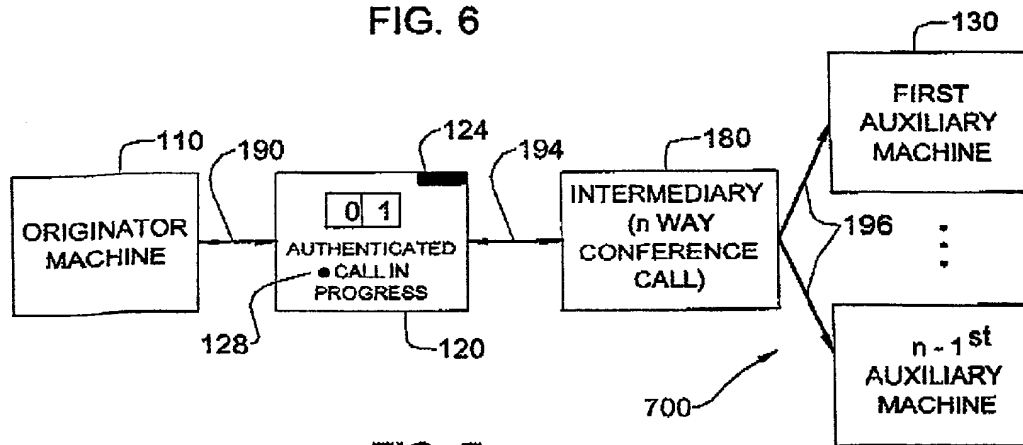 FIG. 6
130
FIRST
AUXILIARY
MACHINE
110
190
124
194
180
ORIGINATOR
MACHINE
0 1
AUTHENTICATED
CALL IN
PROGRESS
INTERMEDIARY
(n WAY
CONFERENCE
CALL)
196
128
120
700
n - 1st
AUXILIARY
MACHINE